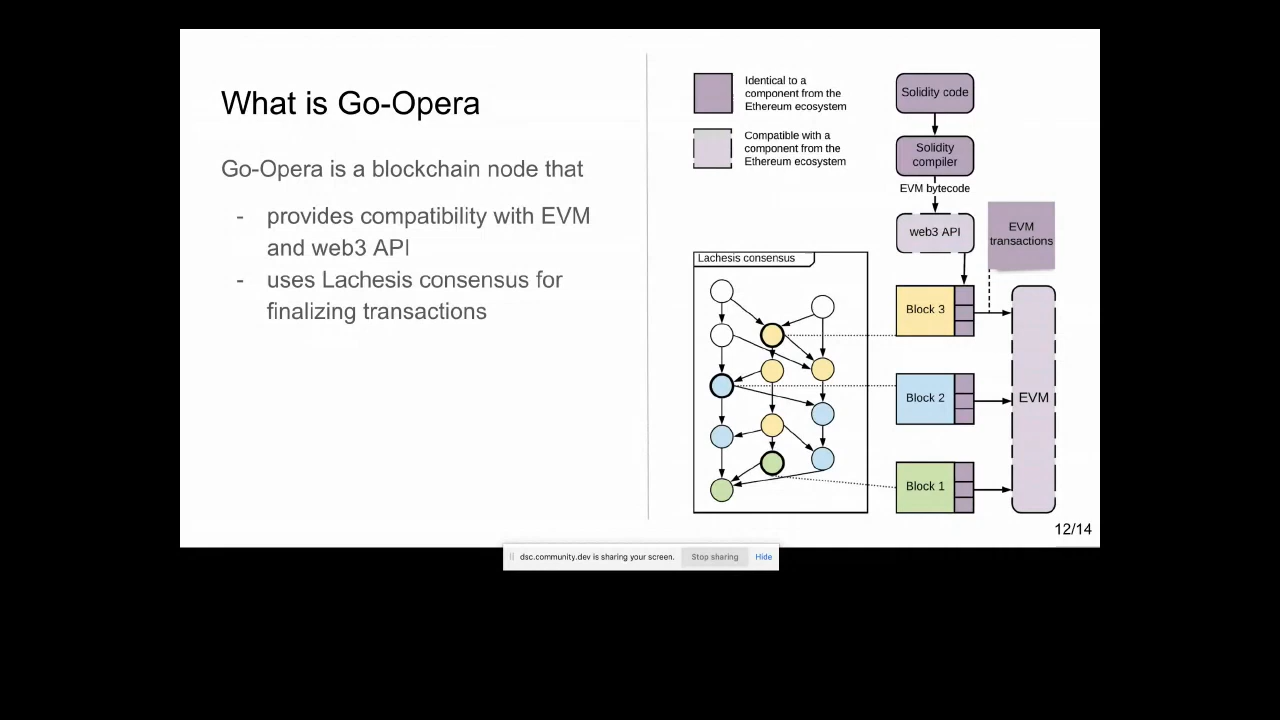 What is Go-Opera
Go-Opera is a blockchain node that
- provides compatibility with EVM
and web3 API
- uses Lachesis consensus for
finalizing transactions
Identical to a
component from the
Ethereum ecosystem
Compatible with a
component from the
Ethereum ecosystem
Solidity code
Solidity
compiler
EVM bytecode
web3 API
EVM
transactions
Lachesis consensus
Block 3
Block 2
EVM
Block 1
12/14
dsc.community.dev is sharing your screen.
Stop sharing
Hide